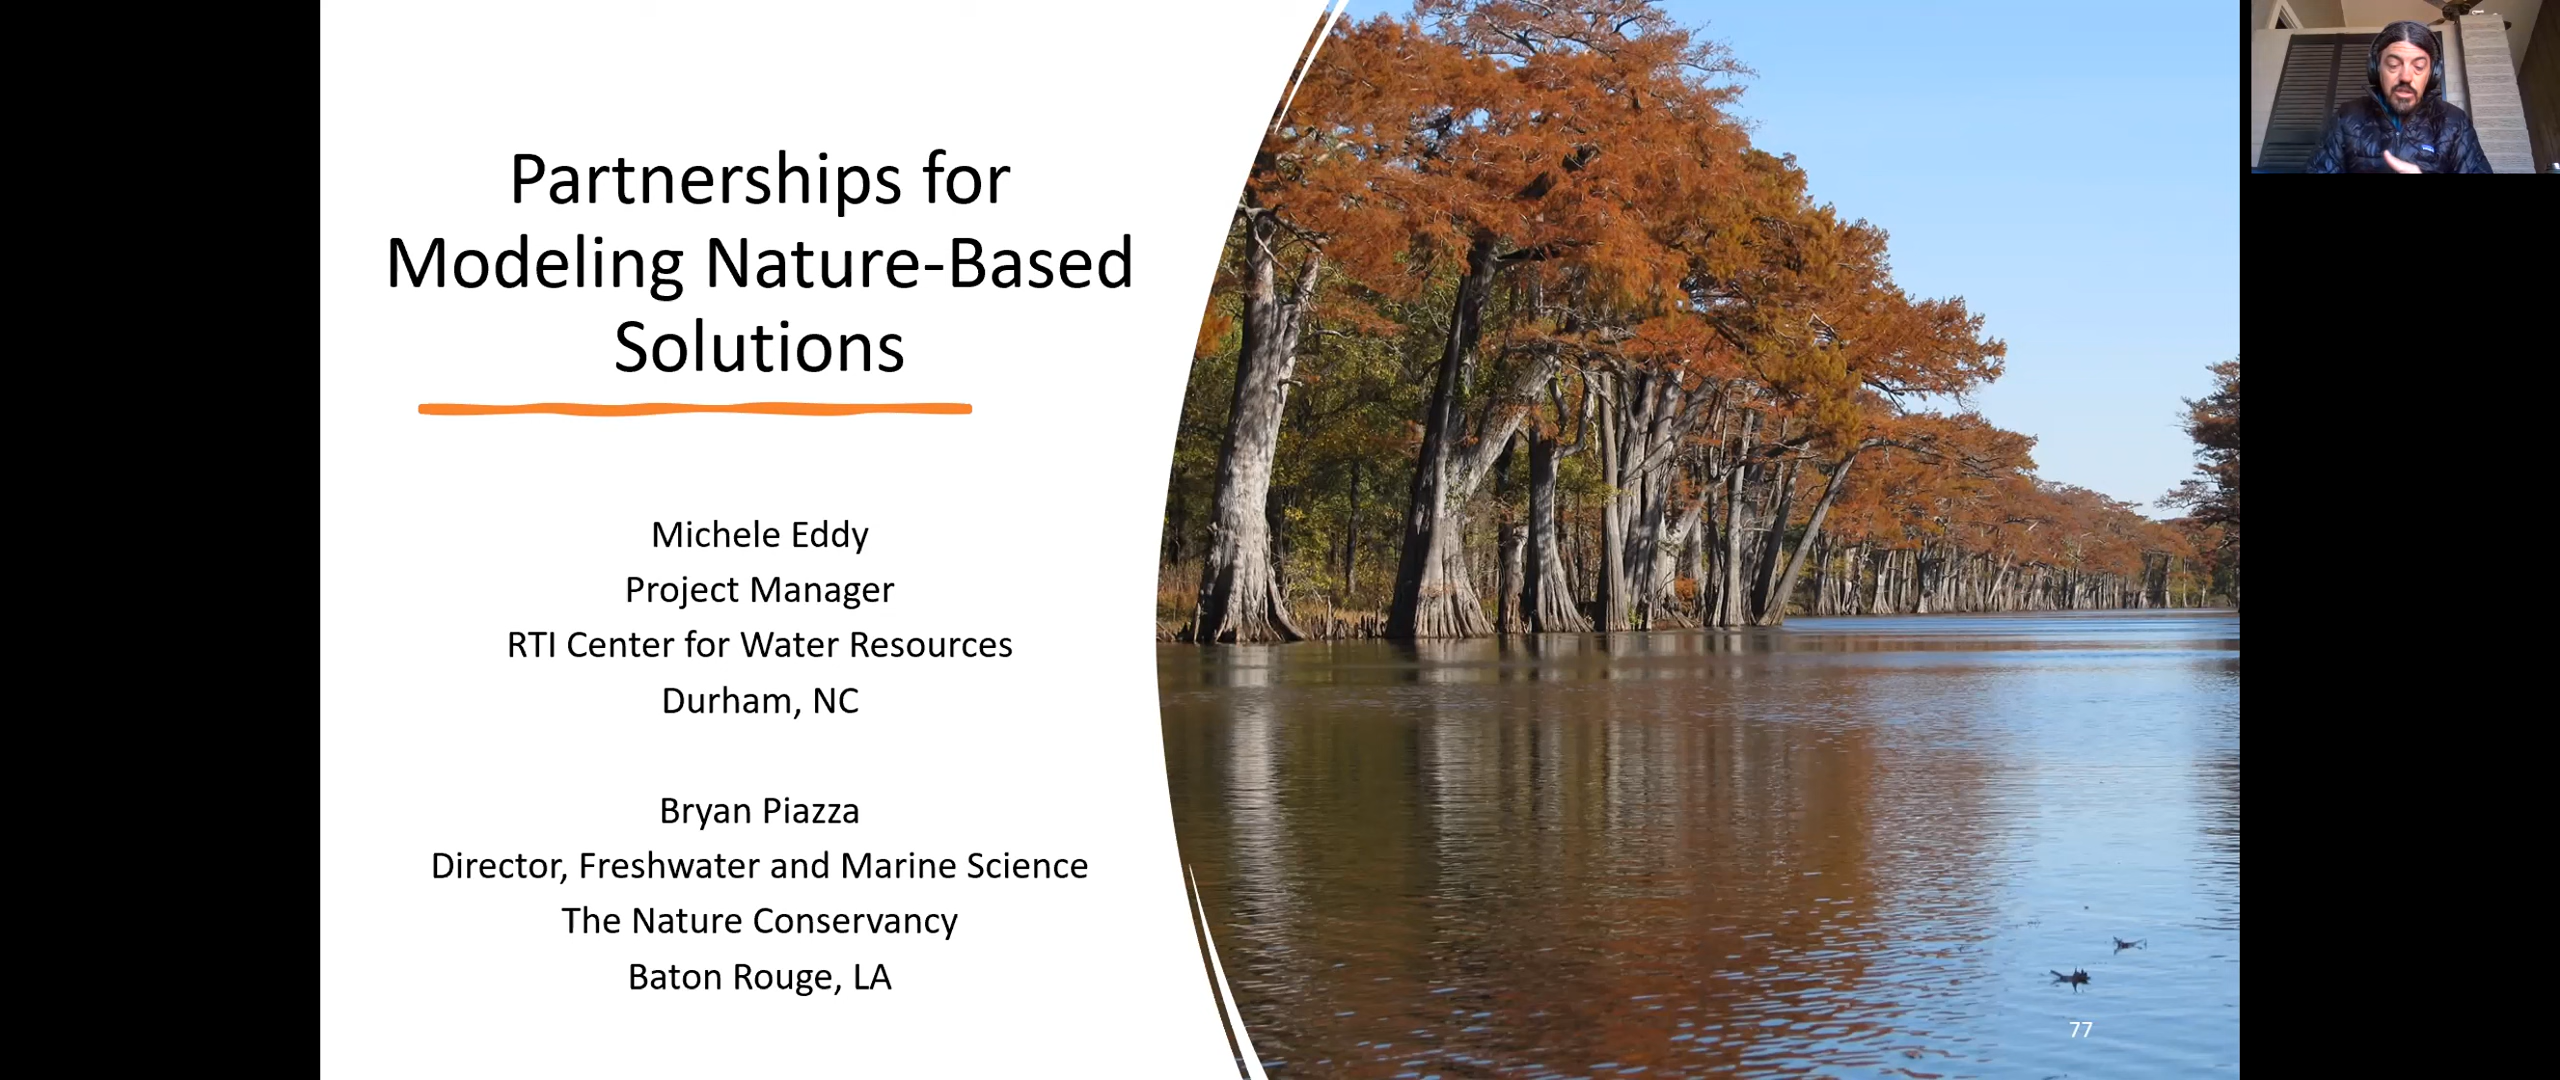 Partnerships for
Modeling Nature-Based
Solutions
Michele Eddy
Project Manager
RTI Center for Water Resources
Durham, NC
Bryan Piazza
Director, Freshwater and Marine Science
The Nature Conservancy
Baton Rouge, LA
77